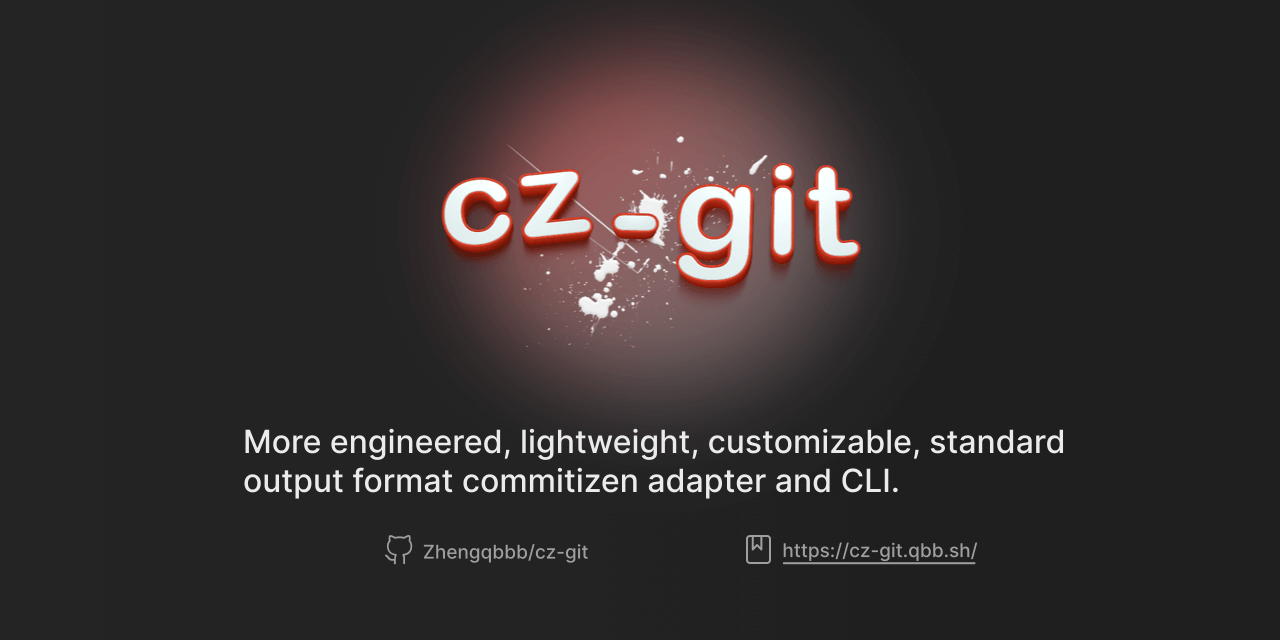 cz-git
More engineered, lightweight, customizable, standard
output format commitizen adapter and CLI.
Zhengqbbb/cz-git
https://cz-git.qbb.sh/